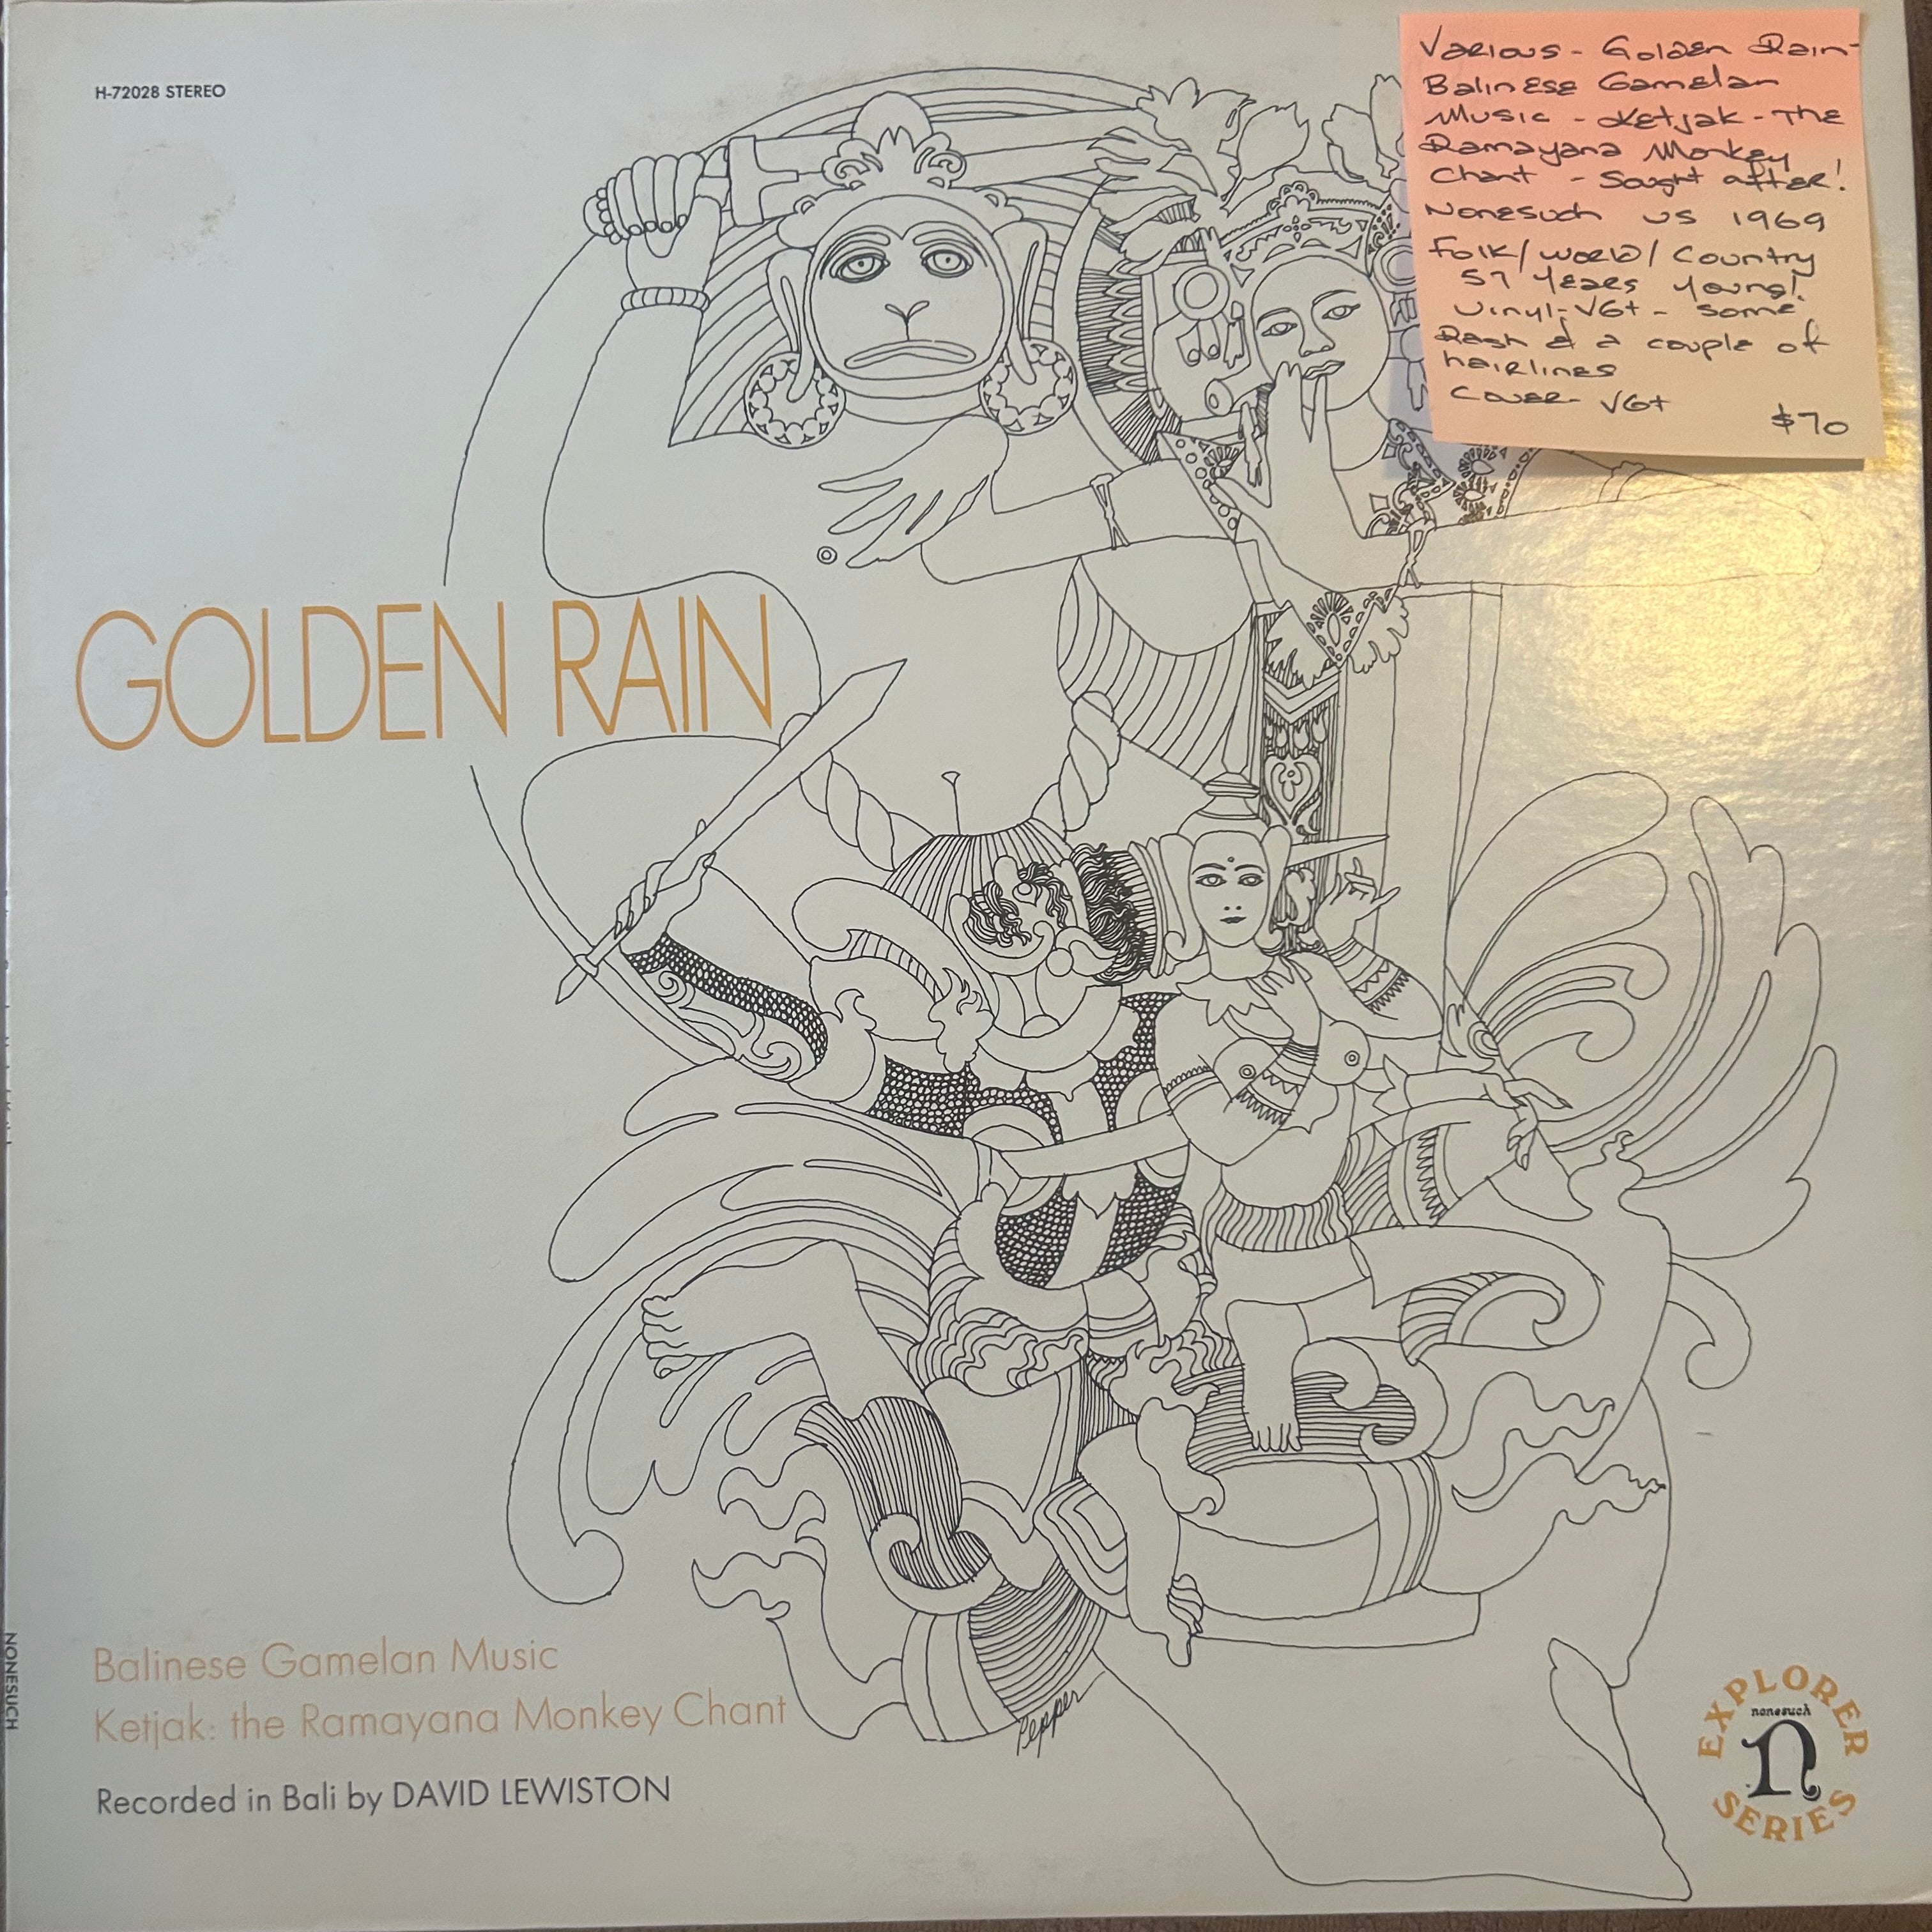 H-72028 STEREO
Various - Golden Rain-
Balinese Gamelan
Music - Ketjak - The
Ramayana Monkey
Chant - Sought after!
Nonesuch US 1969
Folk/World/Country
57 Years Young!
Vinyl-VG+ - Some
Rash & a couple of
hairlines
Cover- VG+
$70
GOLDEN RAIN
Balinese Gamelan Music
Ketjak: the Ramayana Monkey Chant
Recorded in Bali by DAVID LEWISTON
Pepper
EXPLORER
nonesuch
n
SERIES
NONESUCH